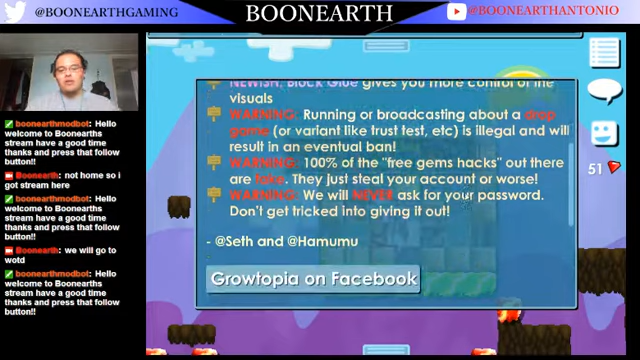 @BOONEARTHGAMING
BOONEARTH
@BOONEARTHANTONIO
boonearthmodbot: Hello
welcome to Boonearths
stream have a good time
thanks and press that follow
button!!
Boonearth: not home so i
got stream here
boonearthmodbot: Hello
welcome to Boonearths
stream have a good time
thanks and press that follow
button!!
Boonearth: we will go to
wotd
boonearthmodbot: Hello
welcome to Boonearths
stream have a good time
thanks and press that follow
button!!
NEWISH, Block Glue gives you more control of the
visuals
WARNING: Running or broadcasting about a drop
game (or variant like trust test, etc) is illegal and will
result in an eventual ban!
WARNING: 100% of the "free gems hacks" out there
are fake. They just steal your account or worse!
WARNING: We will NEVER ask for your password.
Don't get tricked into giving it out!
- @Seth and @Hamumu
Growtopia on Facebook
51